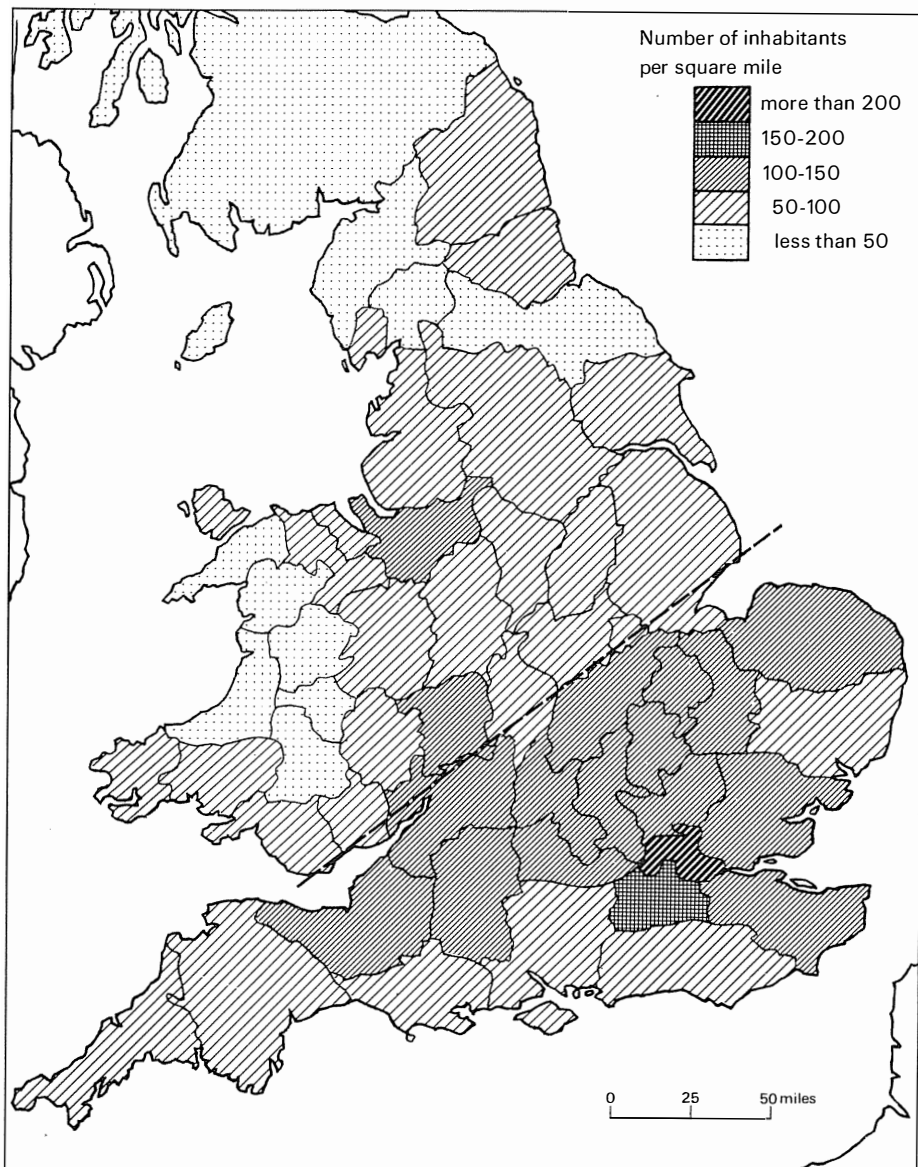 Number of inhabitants
per square mile
more than 200
150-200
100-150
50-100
less than 50
0 25 50 miles